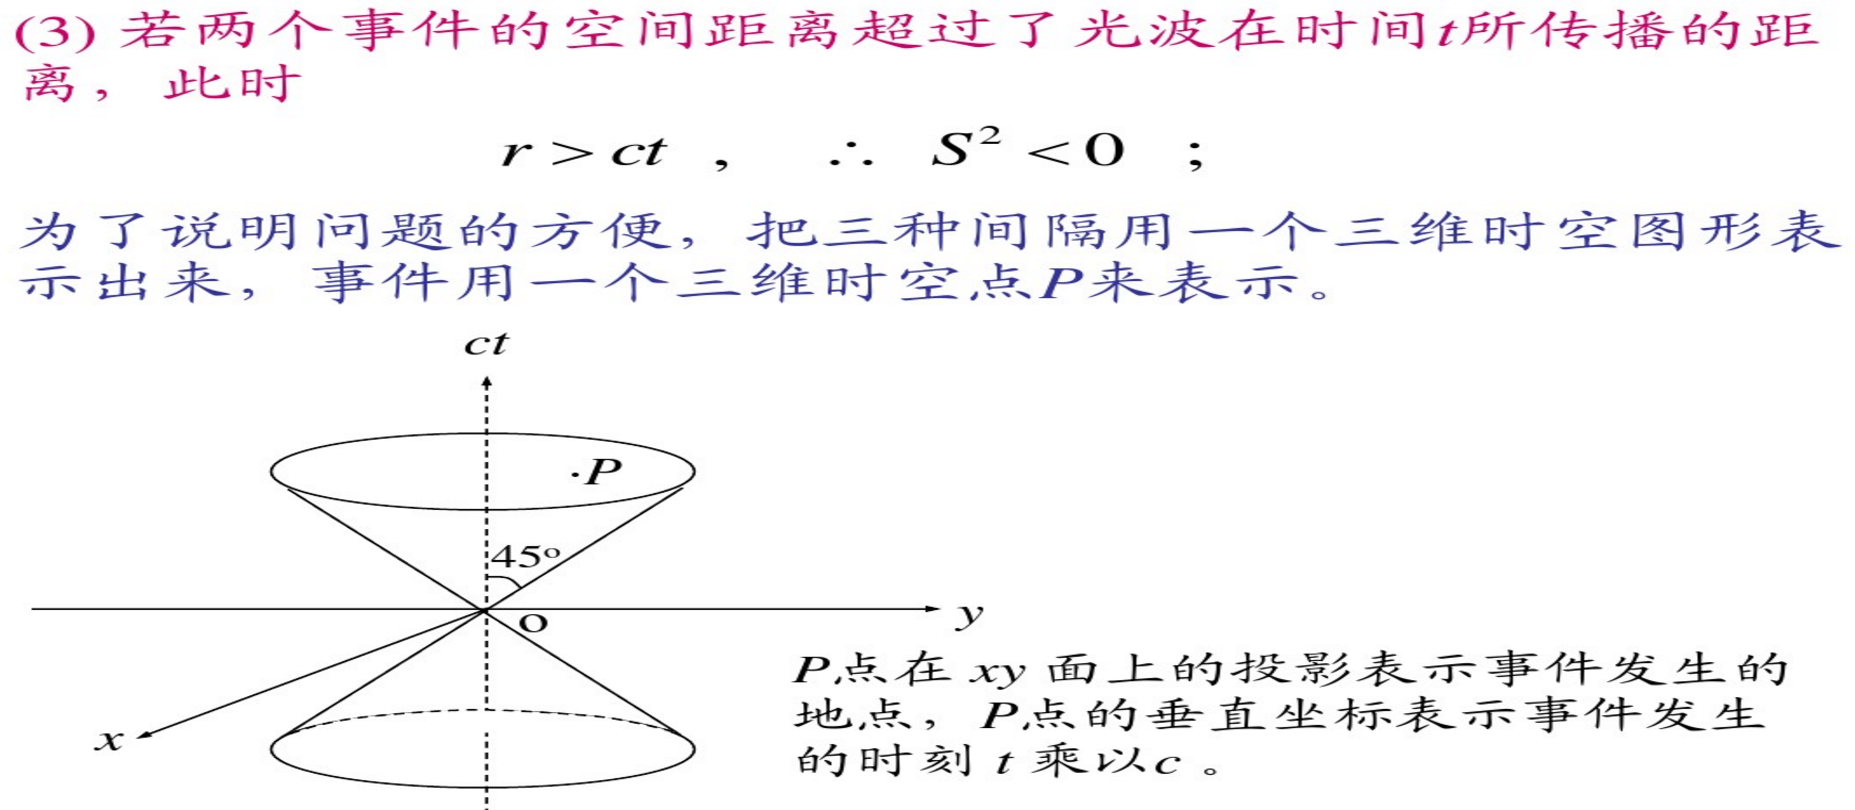 (3) 若两个事件的空间距离超过了光波在时间t所传播的距
离，此时
r > ct ， ∴ S² < 0 ；
为了说明问题的方便，把三种间隔用一个三维时空图形表
示出来，事件用一个三维时空点P来表示。
ct
·P
45°
O
y
x
P点在 xy 面上的投影表示事件发生的
地点，P点的垂直坐标表示事件发生
的时刻 t 乘以c 。